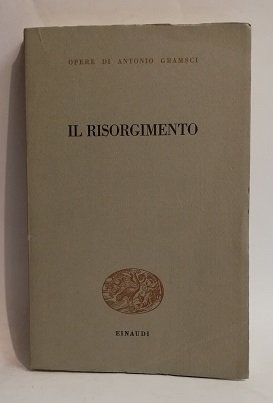 OPERE DI ANTONIO GRAMSCI
IL RISORGIMENTO
EINAUDI